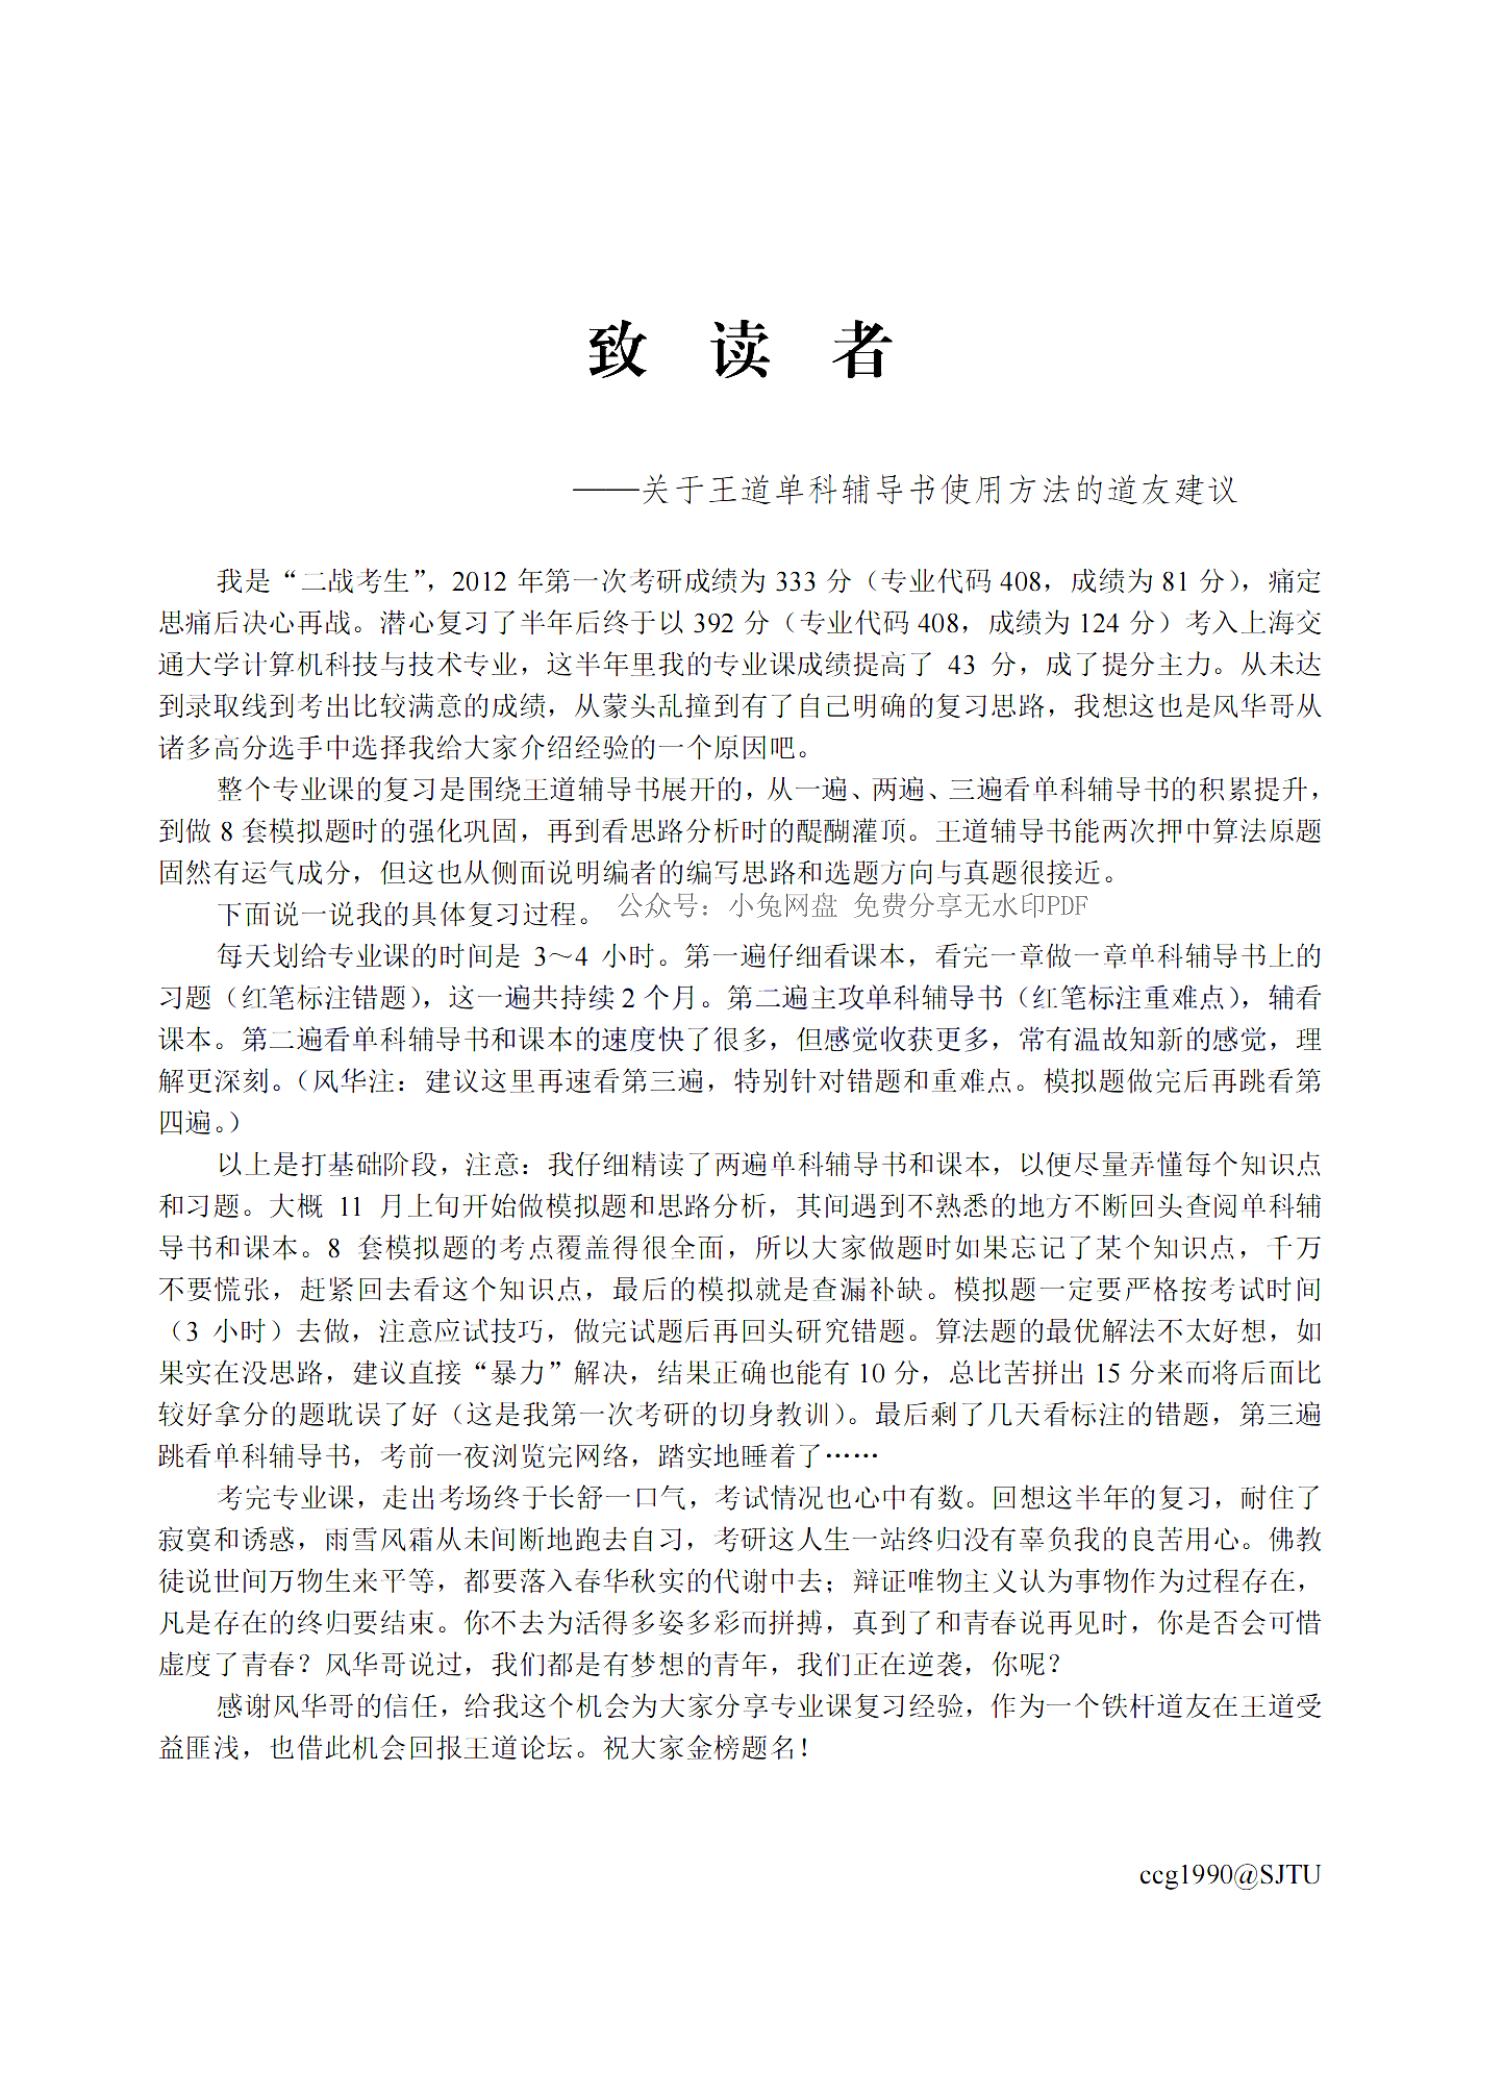 致 读 者
——关于王道单科辅导书使用方法的道友建议
我是“二战考生”，2012 年第一次考研成绩为 333 分（专业代码 408，成绩为 81 分），痛定
思痛后决心再战。潜心复习了半年后终于以 392 分（专业代码 408，成绩为 124 分）考入上海交
通大学计算机科技与技术专业，这半年里我的专业课成绩提高了 43 分，成了提分主力。从未达
到录取线到考出比较满意的成绩，从蒙头乱撞到有了自己明确的复习思路，我想这也是风华哥从
诸多高分选手中选择我给大家介绍经验的一个原因吧。
整个专业课的复习是围绕王道辅导书展开的，从一遍、两遍、三遍看单科辅导书的积累提升，
到做 8 套模拟题时的强化巩固，再到看思路分析时的醍醐灌顶。王道辅导书能两次押中算法原题
固然有运气成分，但这也从侧面说明编者的编写思路和选题方向与真题很接近。
下面说一说我的具体复习过程。 公众号：小兔网盘 免费分享无水印PDF
每天划给专业课的时间是 3～4 小时。第一遍仔细看课本，看完一章做一章单科辅导书上的
习题（红笔标注错题），这一遍共持续 2 个月。第二遍主攻单科辅导书（红笔标注重难点），辅看
课本。第二遍看单科辅导书和课本的速度快了很多，但感觉收获更多，常有温故知新的感觉，理
解更深刻。（风华注：建议这里再速看第三遍，特别针对错题和重难点。模拟题做完后再跳看第
四遍。）
以上是打基础阶段，注意：我仔细精读了两遍单科辅导书和课本，以便尽量弄懂每个知识点
和习题。大概 11 月上旬开始做模拟题和思路分析，其间遇到不熟悉的地方不断回头查阅单科辅
导书和课本。8 套模拟题的考点覆盖得很全面，所以大家做题时如果忘记了某个知识点，千万
不要慌张，赶紧回去看这个知识点，最后的模拟就是查漏补缺。模拟题一定要严格按考试时间
（3 小时）去做，注意应试技巧，做完试题后再回头研究错题。算法题的最优解法不太好想，如
果实在没思路，建议直接“暴力”解决，结果正确也能有 10 分，总比苦拼出 15 分来而将后面比
较好拿分的题耽误了好（这是我第一次考研的切身教训）。最后剩了几天看标注的错题，第三遍
跳看单科辅导书，考前一夜浏览完网络，踏实地睡着了……
考完专业课，走出考场终于长舒一口气，考试情况也心中有数。回想这半年的复习，耐住了
寂寞和诱惑，雨雪风霜从未间断地跑去自习，考研这人生一站终归没有辜负我的良苦用心。佛教
徒说世间万物生来平等，都要落入春华秋实的代谢中去；辩证唯物主义认为事物作为过程存在，
凡是存在的终归要结束。你不去为活得多姿多彩而拼搏，真到了和青春说再见时，你是否会可惜
虚度了青春？风华哥说过，我们都是有梦想的青年，我们正在逆袭，你呢？
感谢风华哥的信任，给我这个机会为大家分享专业课复习经验，作为一个铁杆道友在王道受
益匪浅，也借此机会回报王道论坛。祝大家金榜题名！
ccg1990@SJTU